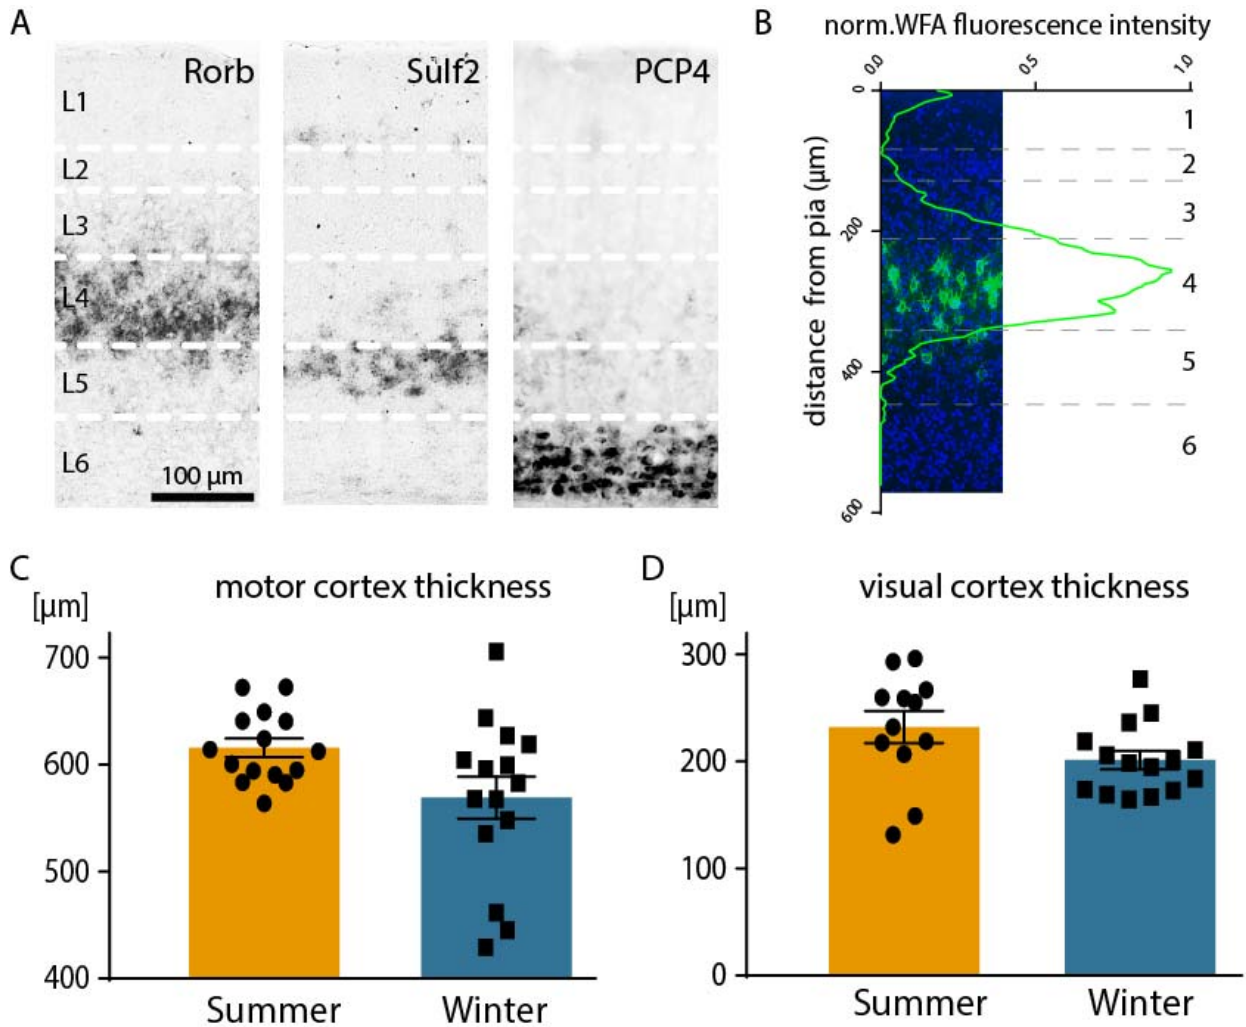 A
Rorb
Sulf2
PCP4
L1
L2
L3
L4
L5
L6
100 µm
B
norm.WFA fluorescence intensity
0.0
0.5
1.0
distance from pia (µm)
0
200
400
600
1
2
3
4
5
6
C
motor cortex thickness
[µm]
700
600
500
400
Summer
Winter
D
visual cortex thickness
[µm]
300
200
100
0
Summer
Winter